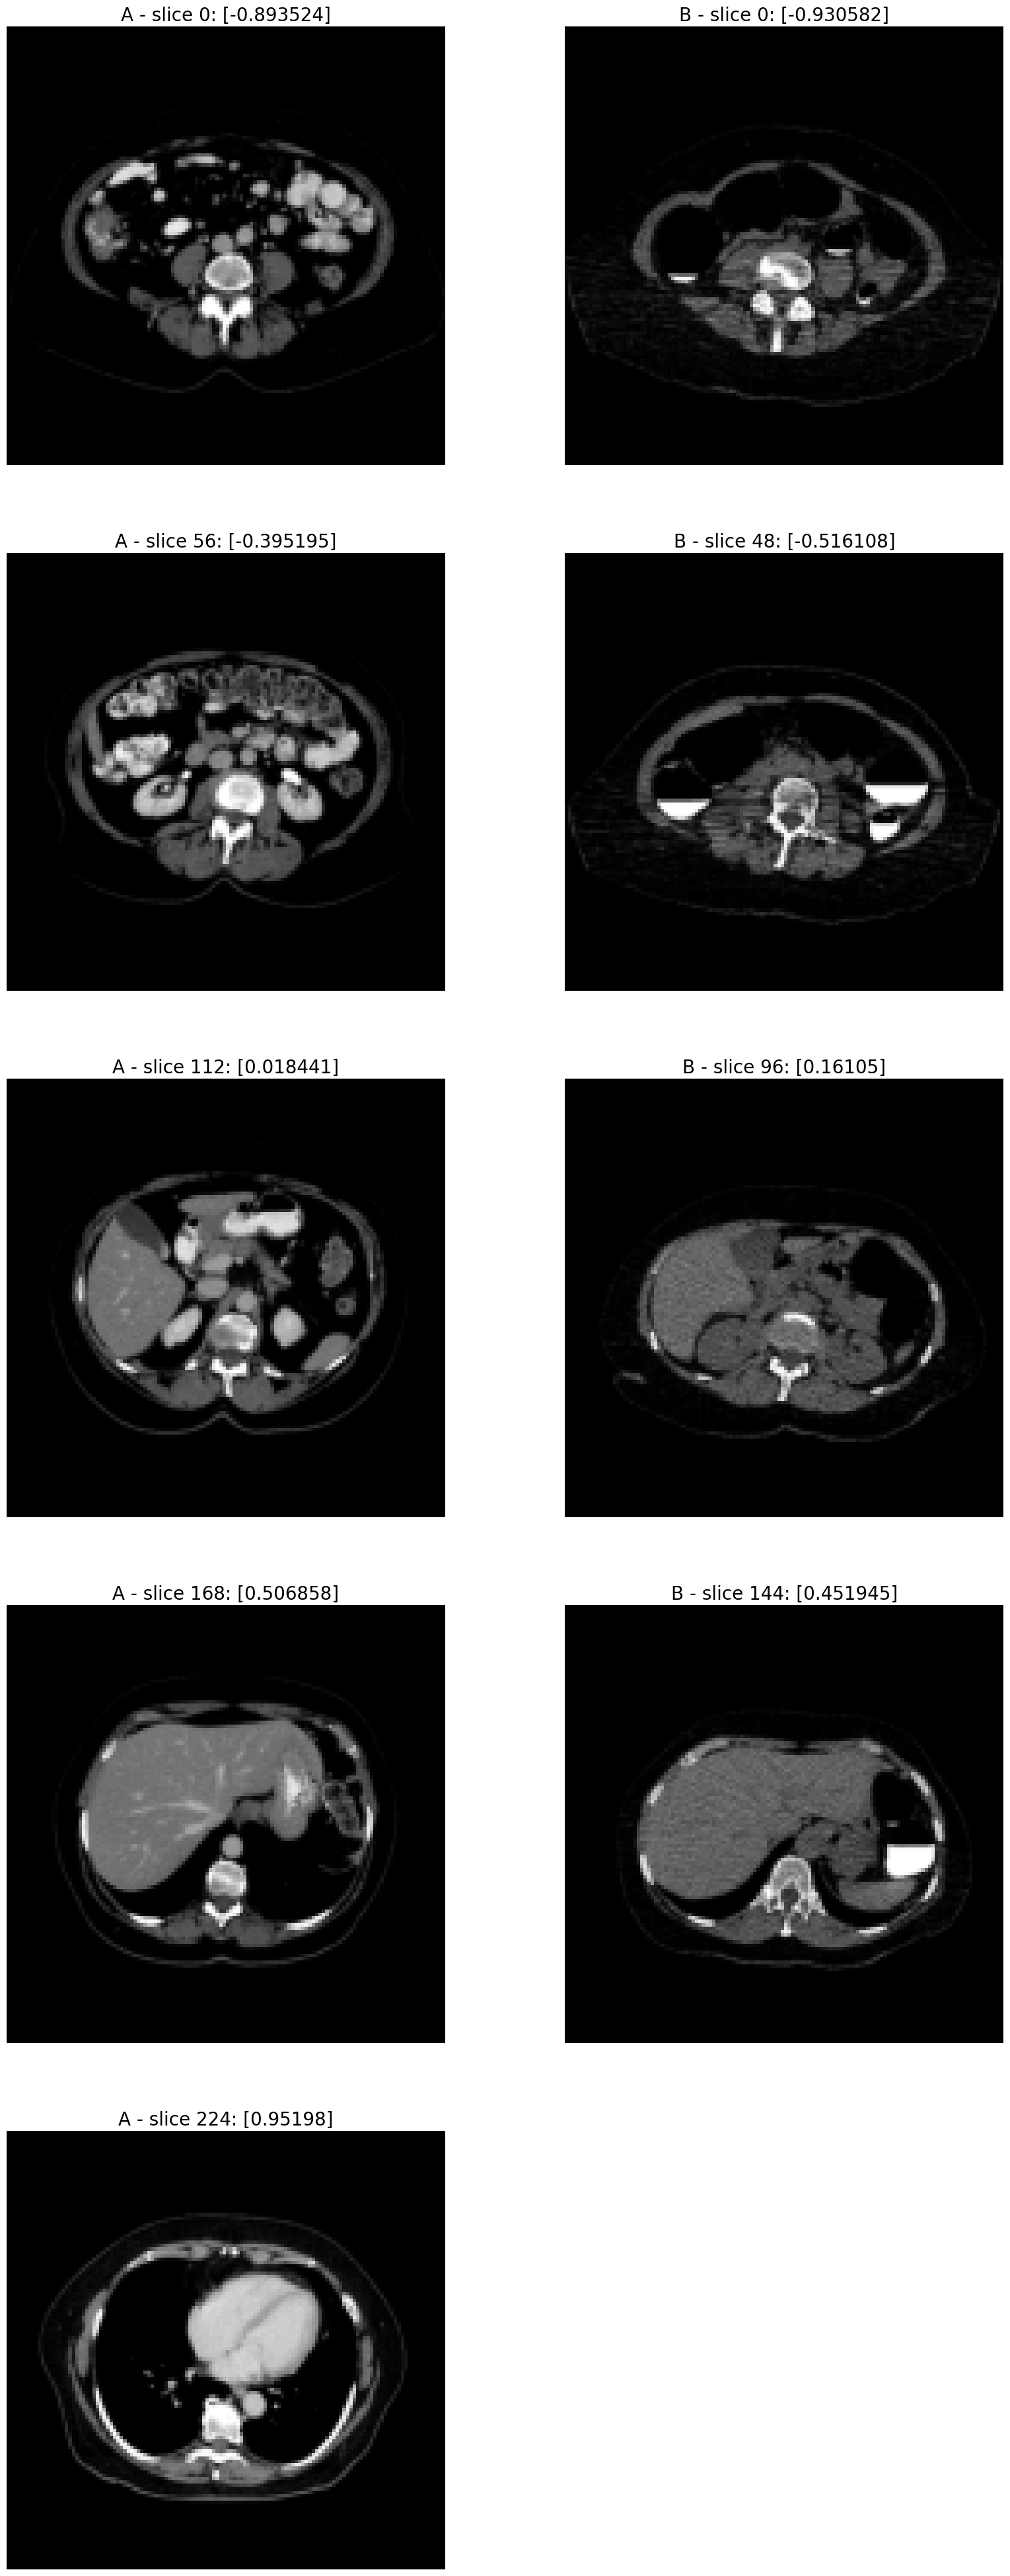 A - slice 0: [-0.893524]
B - slice 0: [-0.930582]
A - slice 56: [-0.395195]
B - slice 48: [-0.516108]
A - slice 112: [0.018441]
B - slice 96: [0.16105]
A - slice 168: [0.506858]
B - slice 144: [0.451945]
A - slice 224: [0.95198]